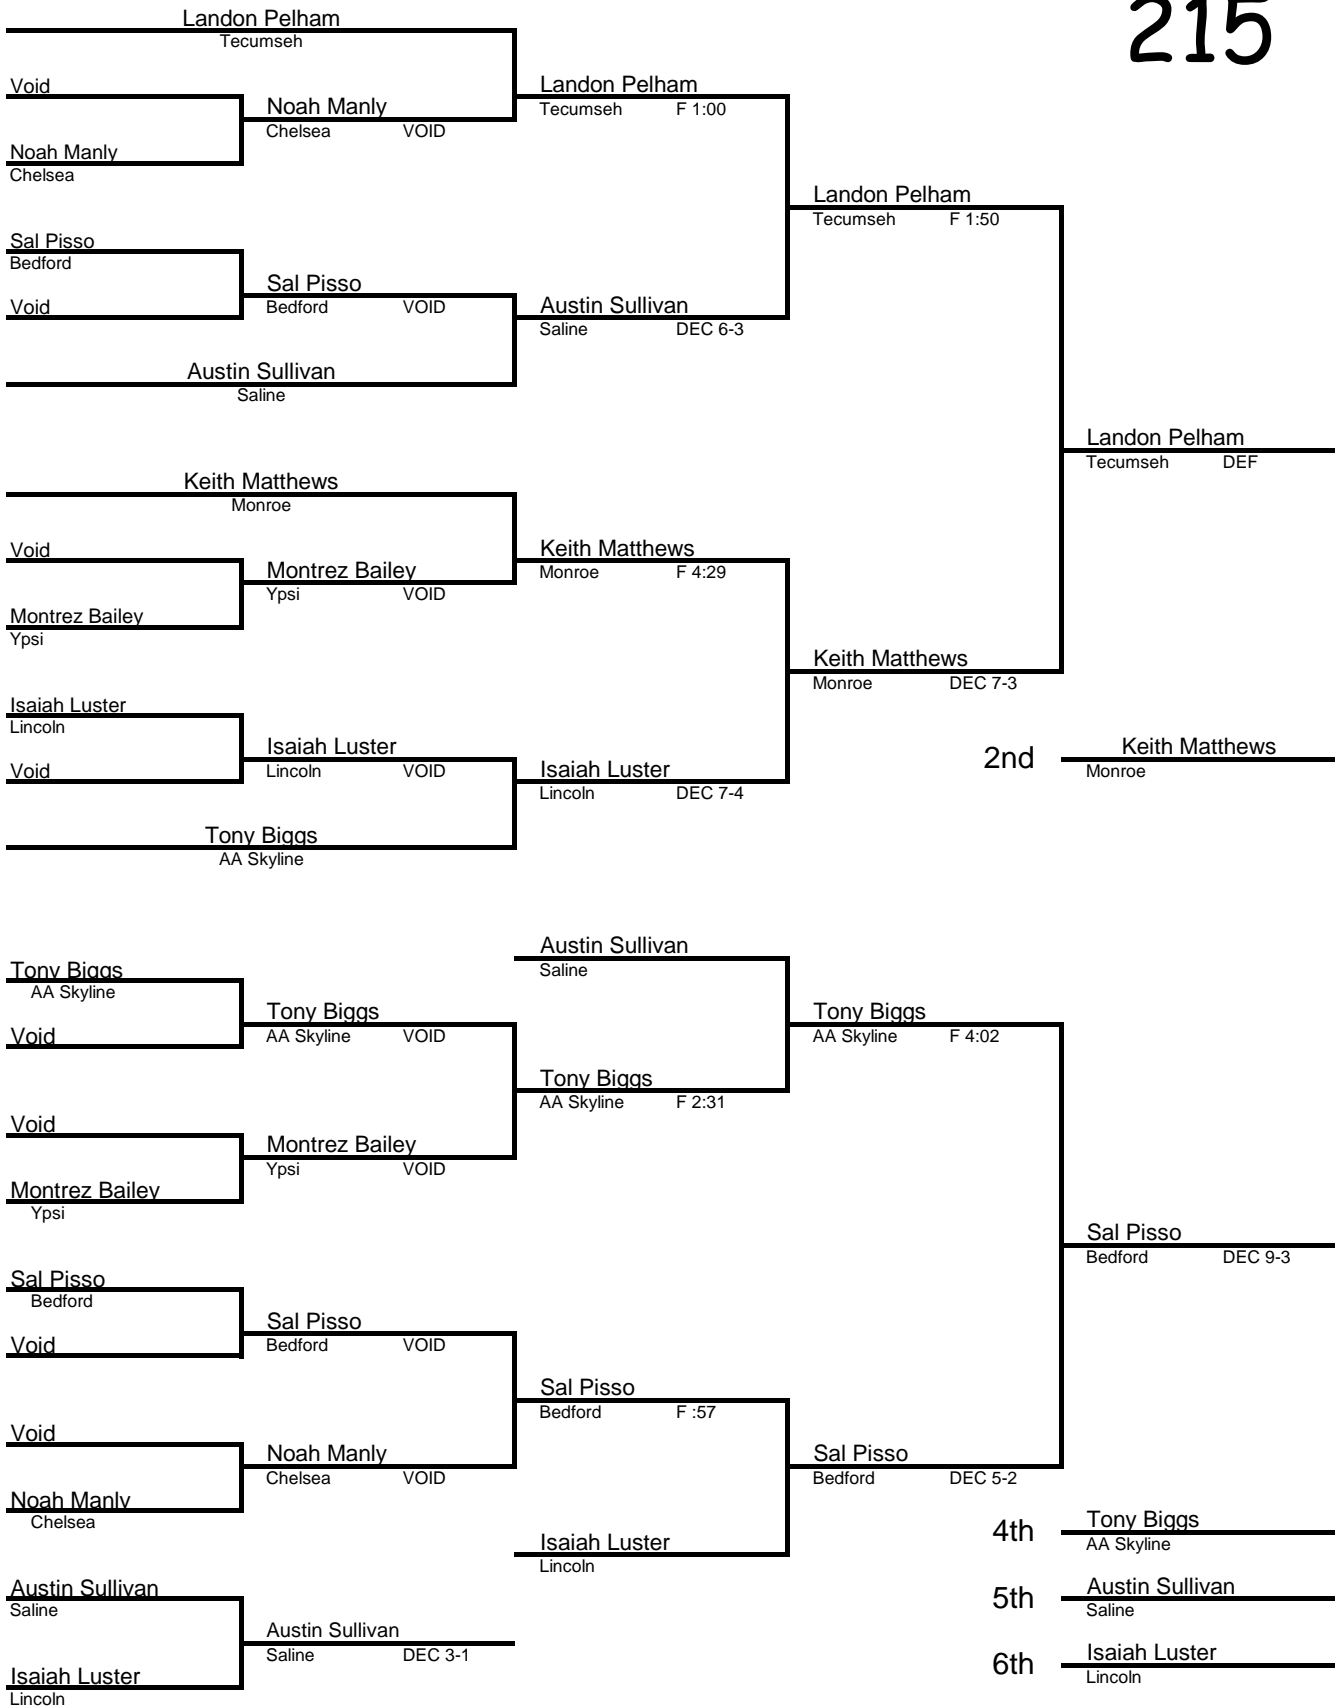 215
Landon Pelham
Tecumseh
Void
Noah Manly
Chelsea VOID
Landon Pelham
Tecumseh F 1:00
Noah Manly
Chelsea
Landon Pelham
Tecumseh F 1:50
Sal Pisso
Bedford
Sal Pisso
Bedford VOID
Void
Austin Sullivan
Saline DEC 6-3
Austin Sullivan
Saline
Landon Pelham
Tecumseh DEF
Keith Matthews
Monroe
Void
Montrez Bailey
Ypsi VOID
Keith Matthews
Monroe F 4:29
Montrez Bailey
Ypsi
Keith Matthews
Monroe DEC 7-3
Isaiah Luster
Lincoln
Isaiah Luster
Lincoln VOID
Void
Isaiah Luster
Lincoln DEC 7-4
2nd Keith Matthews
Monroe
Tony Biggs
AA Skyline
Austin Sullivan
Saline
Tony Biggs
AA Skyline
Tony Biggs
AA Skyline VOID
Void
Tony Biggs
AA Skyline F 4:02
Tony Biggs
AA Skyline F 2:31
Void
Montrez Bailey
Ypsi VOID
Montrez Bailey
Ypsi
Sal Pisso
Bedford DEC 9-3
Sal Pisso
Bedford
Sal Pisso
Bedford VOID
Void
Sal Pisso
Bedford F :57
Void
Noah Manly
Chelsea VOID
Sal Pisso
Bedford DEC 5-2
Noah Manly
Chelsea
Isaiah Luster
Lincoln
4th Tony Biggs
AA Skyline
Austin Sullivan
Saline
5th Austin Sullivan
Saline
Austin Sullivan
Saline DEC 3-1
Isaiah Luster
Lincoln
6th Isaiah Luster
Lincoln